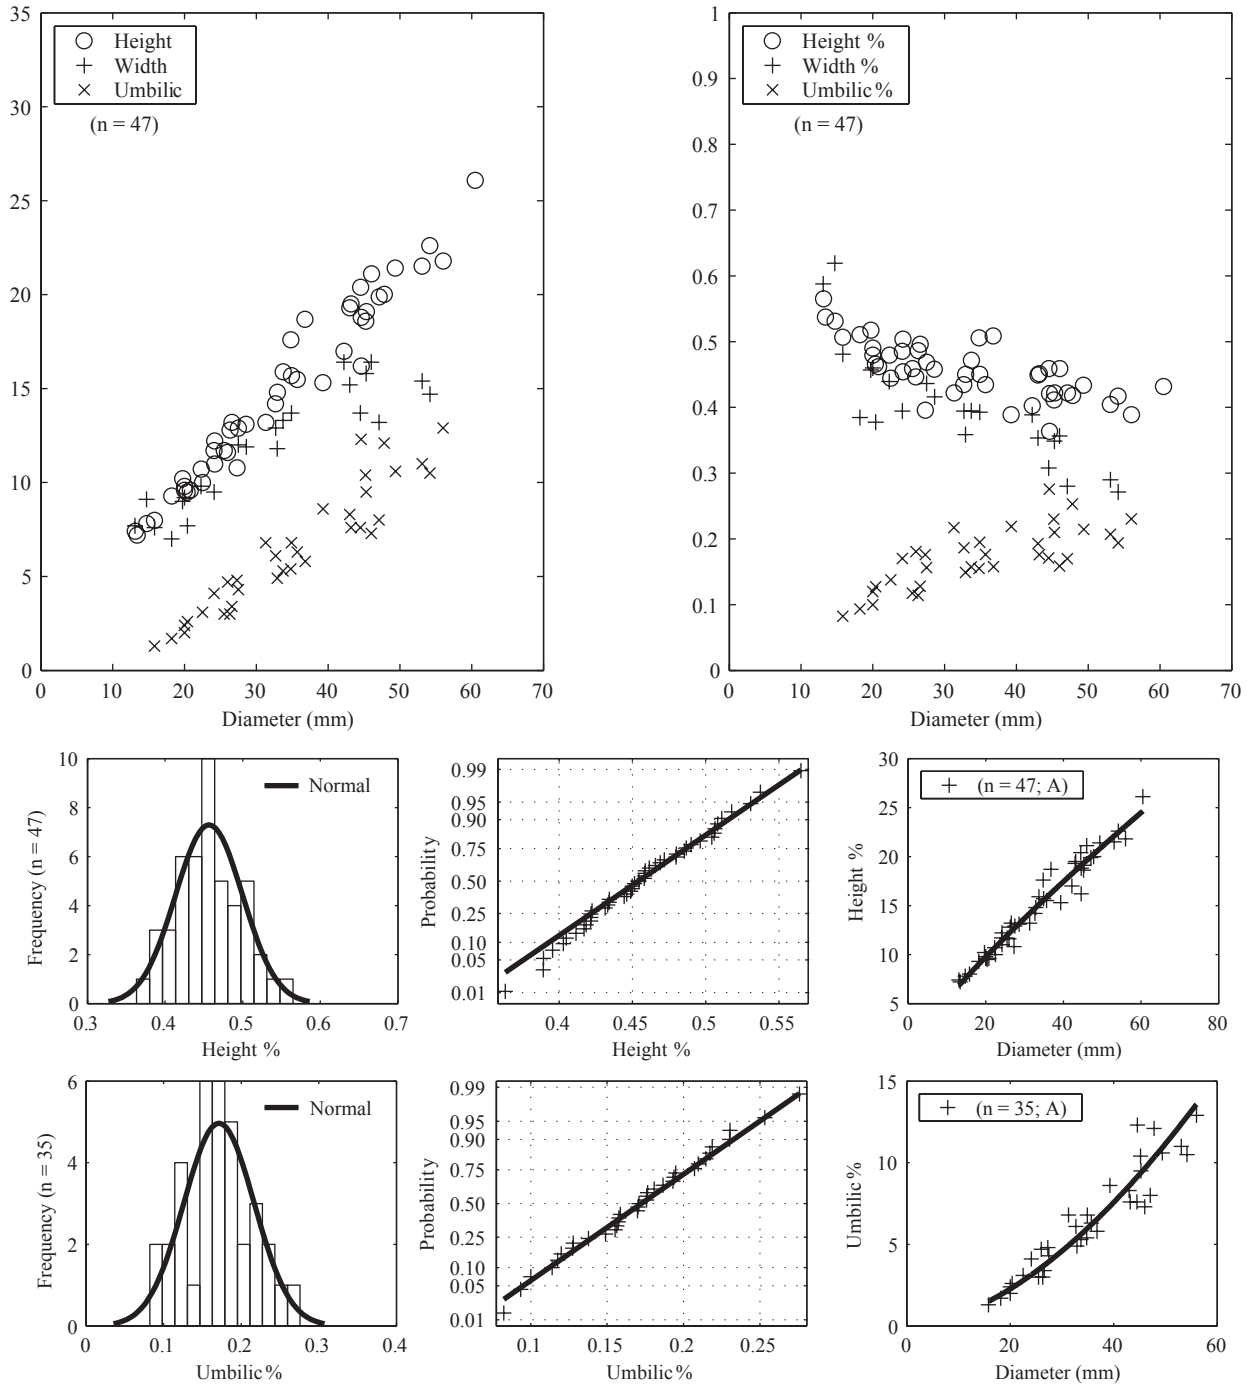 35
30
25
20
15
10
5
0
0 10 20 30 40 50 60 70
Diameter (mm)
Height
Width
Umbilic
(n = 47)
1
0.9
0.8
0.7
0.6
0.5
0.4
0.3
0.2
0.1
0
0 10 20 30 40 50 60 70
Diameter (mm)
Height %
Width %
Umbilic %
(n = 47)
Frequency (n = 47)
10
8
6
4
2
0
0.3 0.4 0.5 0.6 0.7
Height %
Normal
Probability
0.99
0.95
0.90
0.75
0.50
0.25
0.10
0.05
0.01
0.4 0.45 0.5 0.55
Height %
Height %
30
25
20
15
10
5
0 20 40 60 80
Diameter (mm)
(n = 47; A)
Frequency (n = 35)
6
4
2
0
0 0.1 0.2 0.3 0.4
Umbilic %
Normal
Probability
0.99
0.95
0.90
0.75
0.50
0.25
0.10
0.05
0.01
0.1 0.15 0.2 0.25
Umbilic %
Umbilic %
15
10
5
0
0 20 40 60
Diameter (mm)
(n = 35; A)